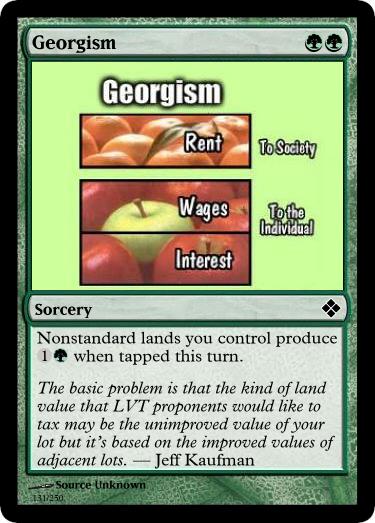 Georgism
Georgism
Rent
To Society
Wages
To the
Individual
Interest
Sorcery
Nonstandard lands you control produce
1 when tapped this turn.
The basic problem is that the kind of land
value that LVT proponents would like to
tax may be the unimproved value of your
lot but it's based on the improved values of
adjacent lots. — Jeff Kaufman
Source Unknown
131/250